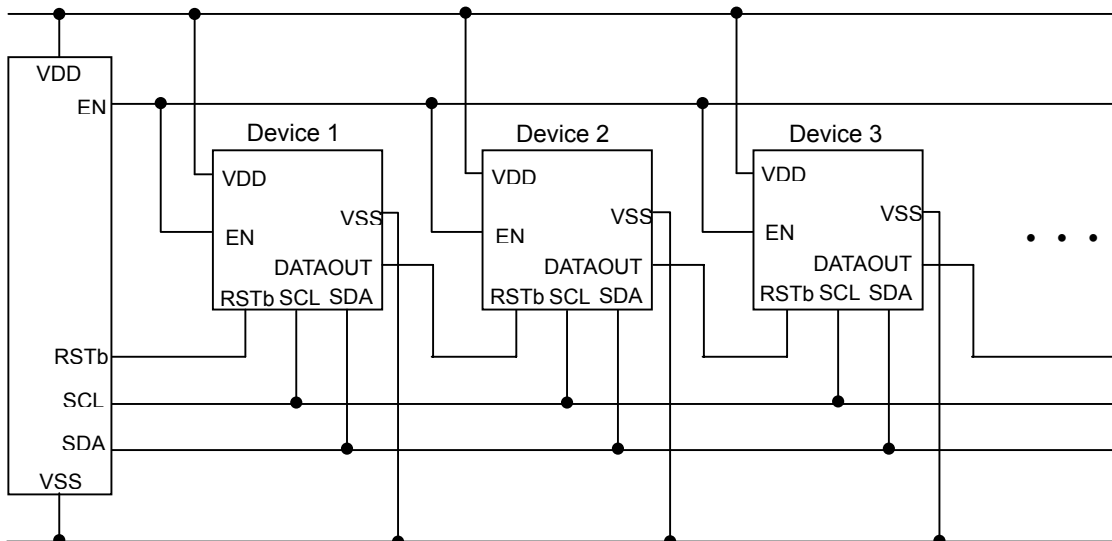 VDD
EN
Device 1
Device 2
Device 3
VDD
VDD
VDD
VSS
VSS
VSS
EN
EN
EN
DATAOUT
DATAOUT
DATAOUT
RSTb SCL SDA
RSTb SCL SDA
RSTb SCL SDA
RSTb
SCL
SDA
VSS